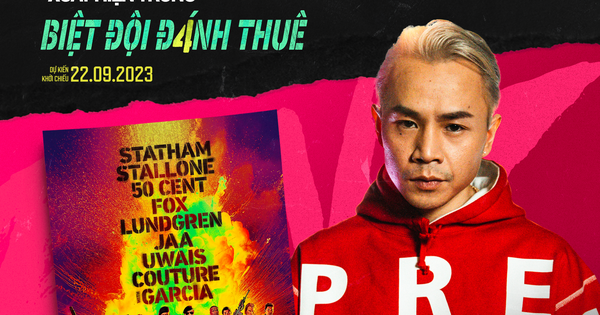 BIỆT ĐỘI Đ4NH THUÊ
DỰ KIẾN
KHỞI CHIẾU 22.09.2023
STATHAM
STALLONE
50 CENT
FOX
LUNDGREN
JAA
UWAIS
COUTURE
AND GARCIA
PRE